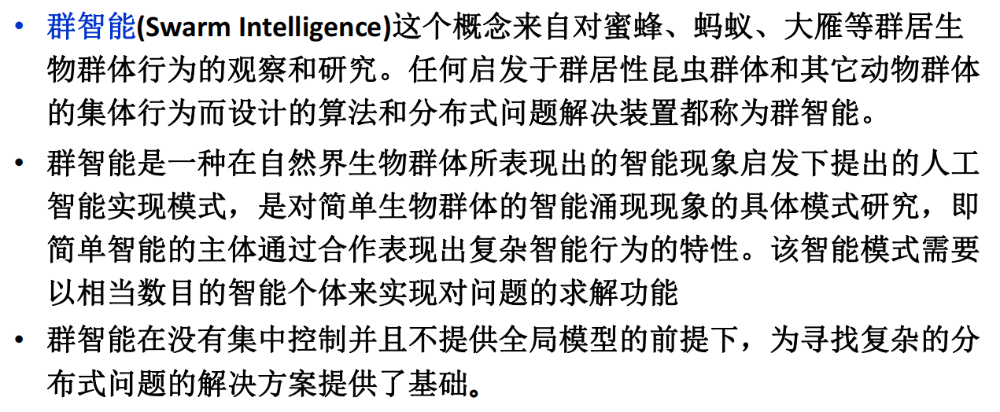 • 群智能(Swarm Intelligence)这个概念来自对蜜蜂、蚂蚁、大雁等群居生
物群体行为的观察和研究。任何启发于群居性昆虫群体和其它动物群体
的集体行为而设计的算法和分布式问题解决装置都称为群智能。
• 群智能是一种在自然界生物群体所表现出的智能现象启发下提出的人工
智能实现模式，是对简单生物群体的智能涌现现象的具体模式研究，即
简单智能的主体通过合作表现出复杂智能行为的特性。该智能模式需要
以相当数目的智能个体来实现对问题的求解功能
• 群智能在没有集中控制并且不提供全局模型的前提下，为寻找复杂的分
布式问题的解决方案提供了基础。